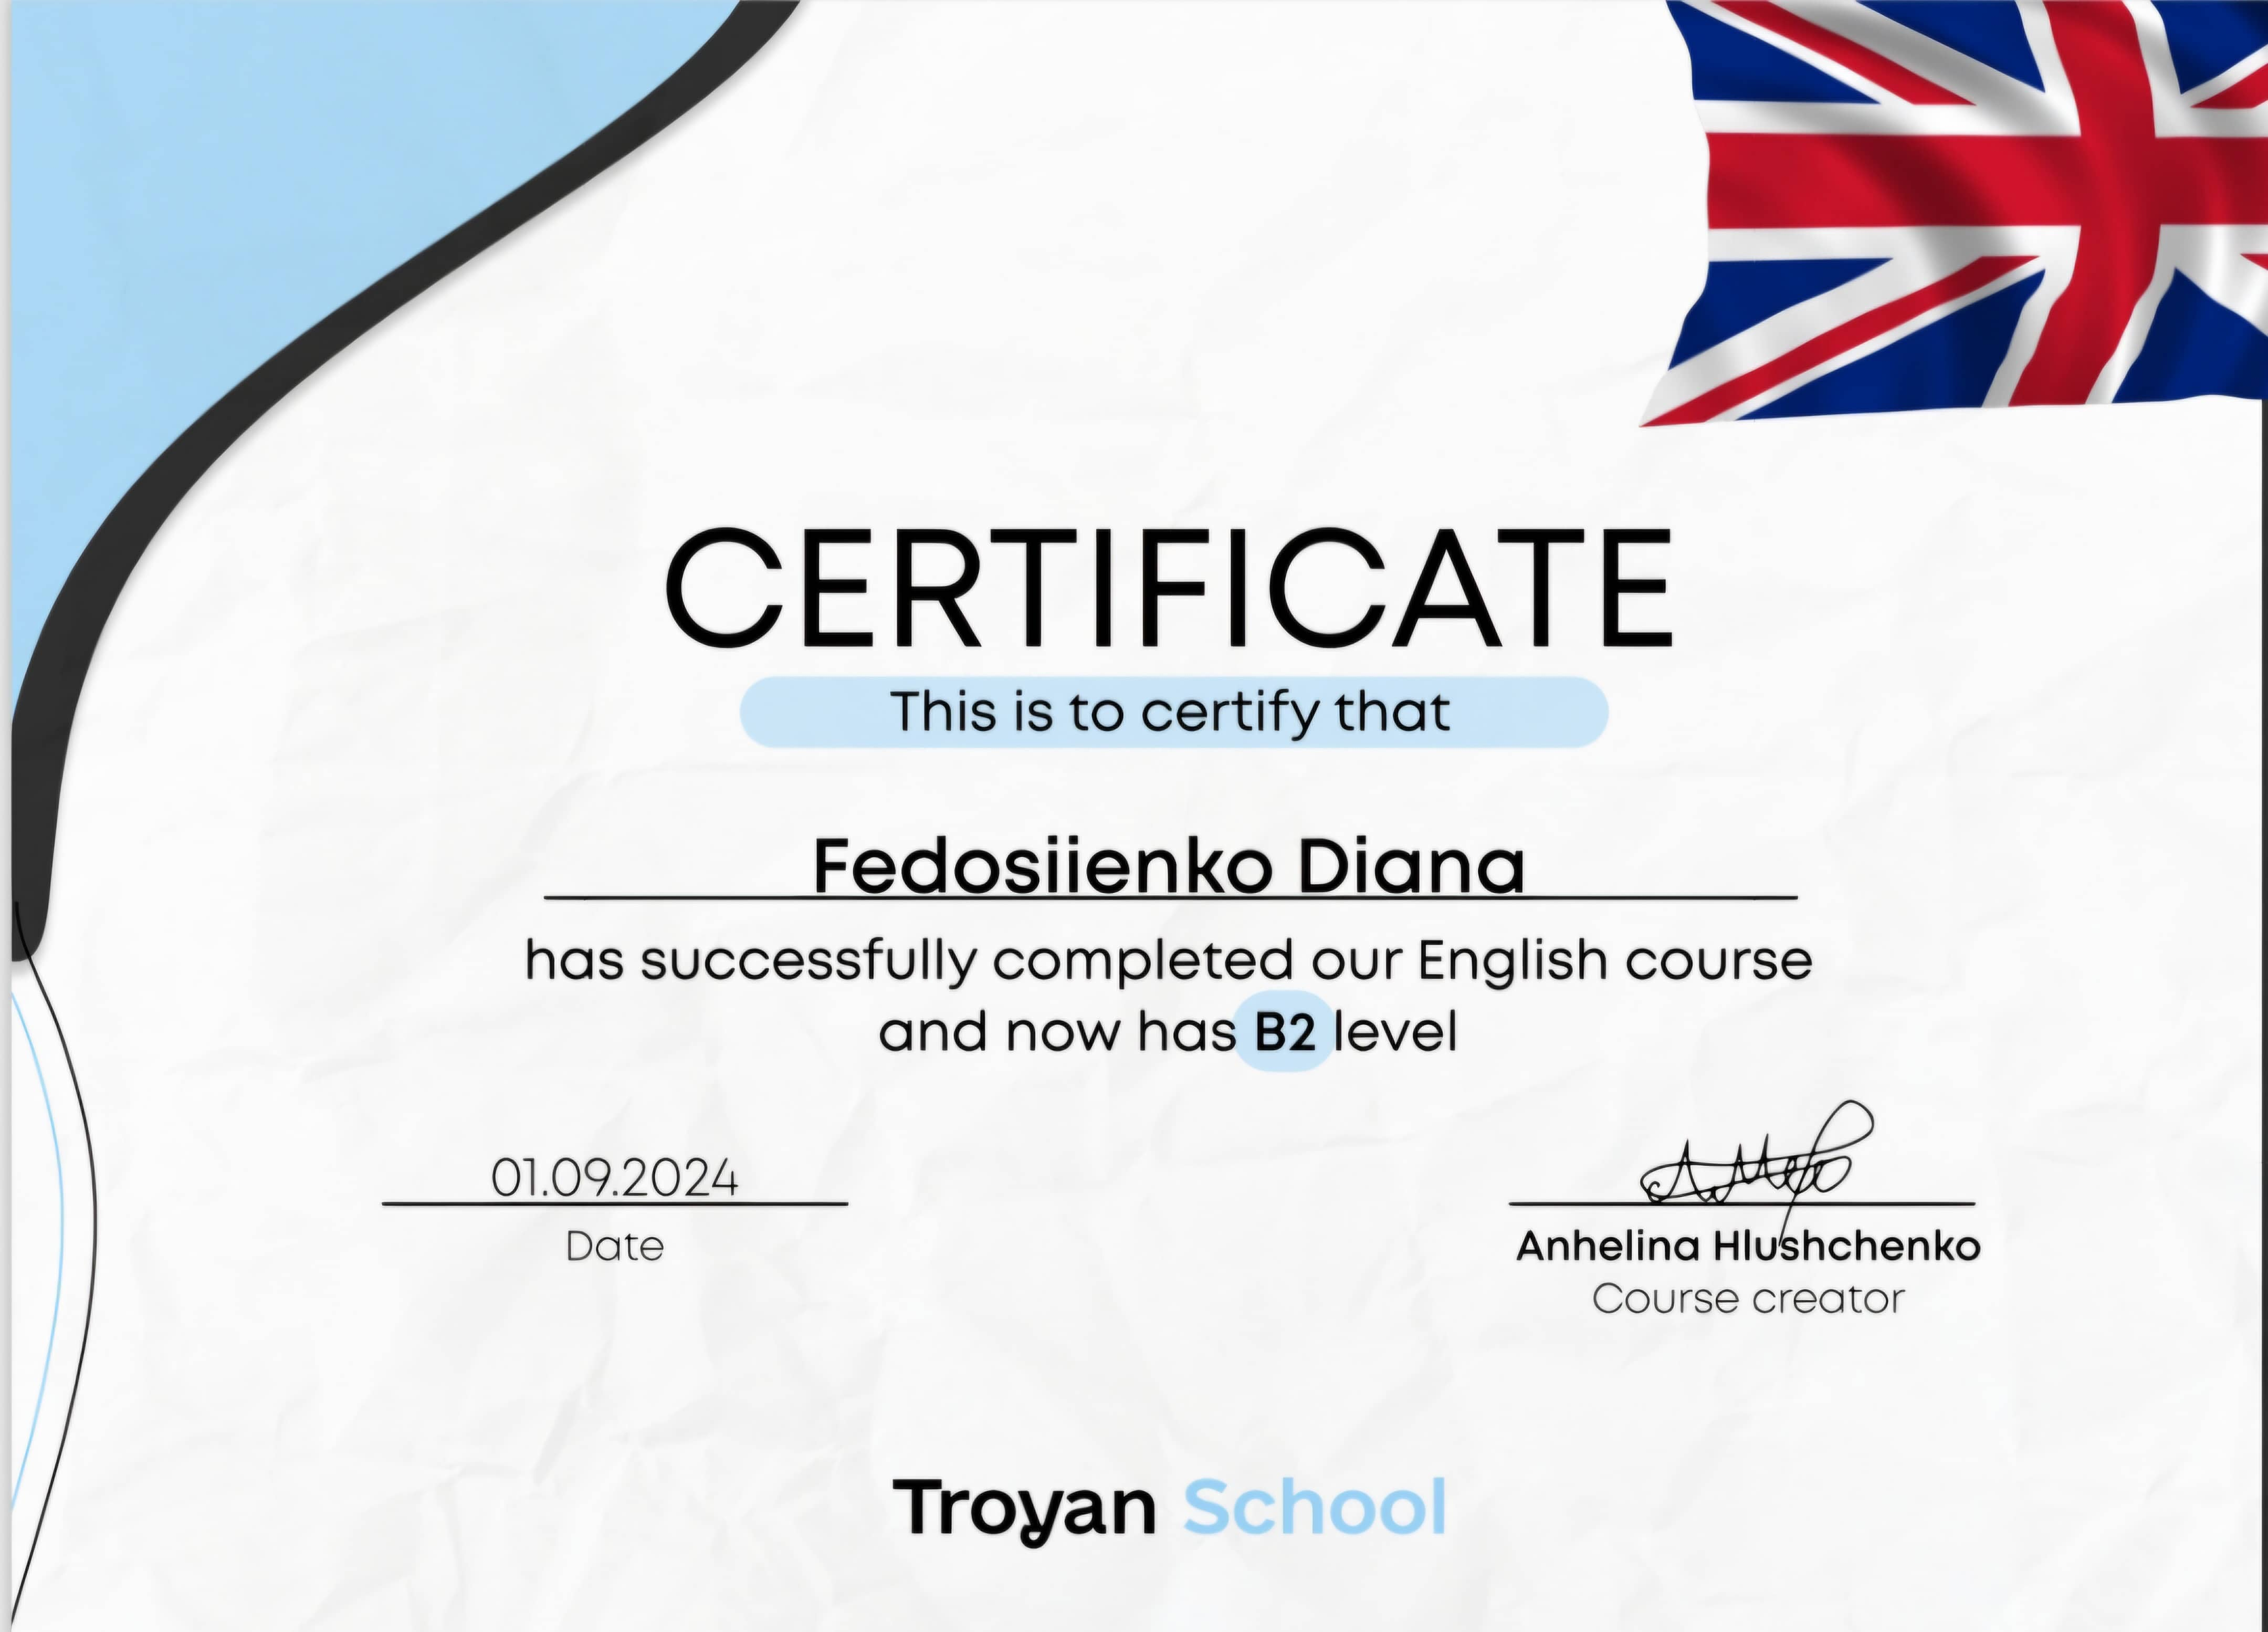 CERTIFICATE
This is to certify that
Fedosiienko Diana
has successfully completed our English course
and now has B2 level
01.09.2024
Date
Anhelina Hlushchenko
Course creator
Troyan School